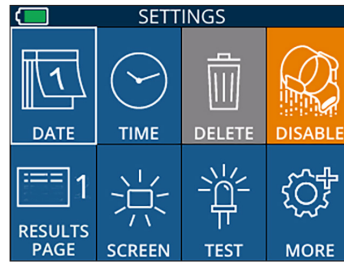 SETTINGS
1
DATE
TIME
DELETE
DISABLE
1
RESULTS
PAGE
SCREEN
TEST
MORE